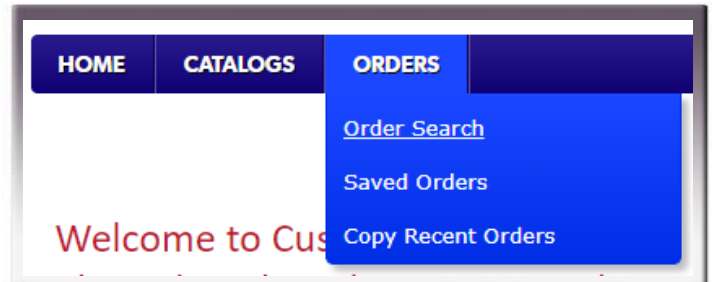 HOME CATALOGS ORDERS
Order Search
Saved Orders
Copy Recent Orders
Welcome to Cus